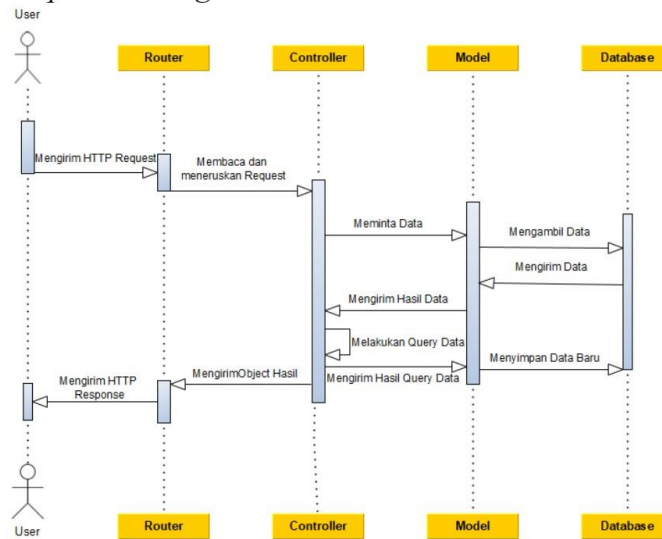 User
Router
Controller
Model
Database
Mengirim HTTP Request
Membaca dan
meneruskan Request
Meminta Data
Mengambil Data
Mengirim Data
Mengirim Hasil Data
Melakukan Query Data
MengirimObject Hasil
Mengirim Hasil Query Data
Menyimpan Data Baru
Mengirim HTTP
Response
User
Router
Controller
Model
Database